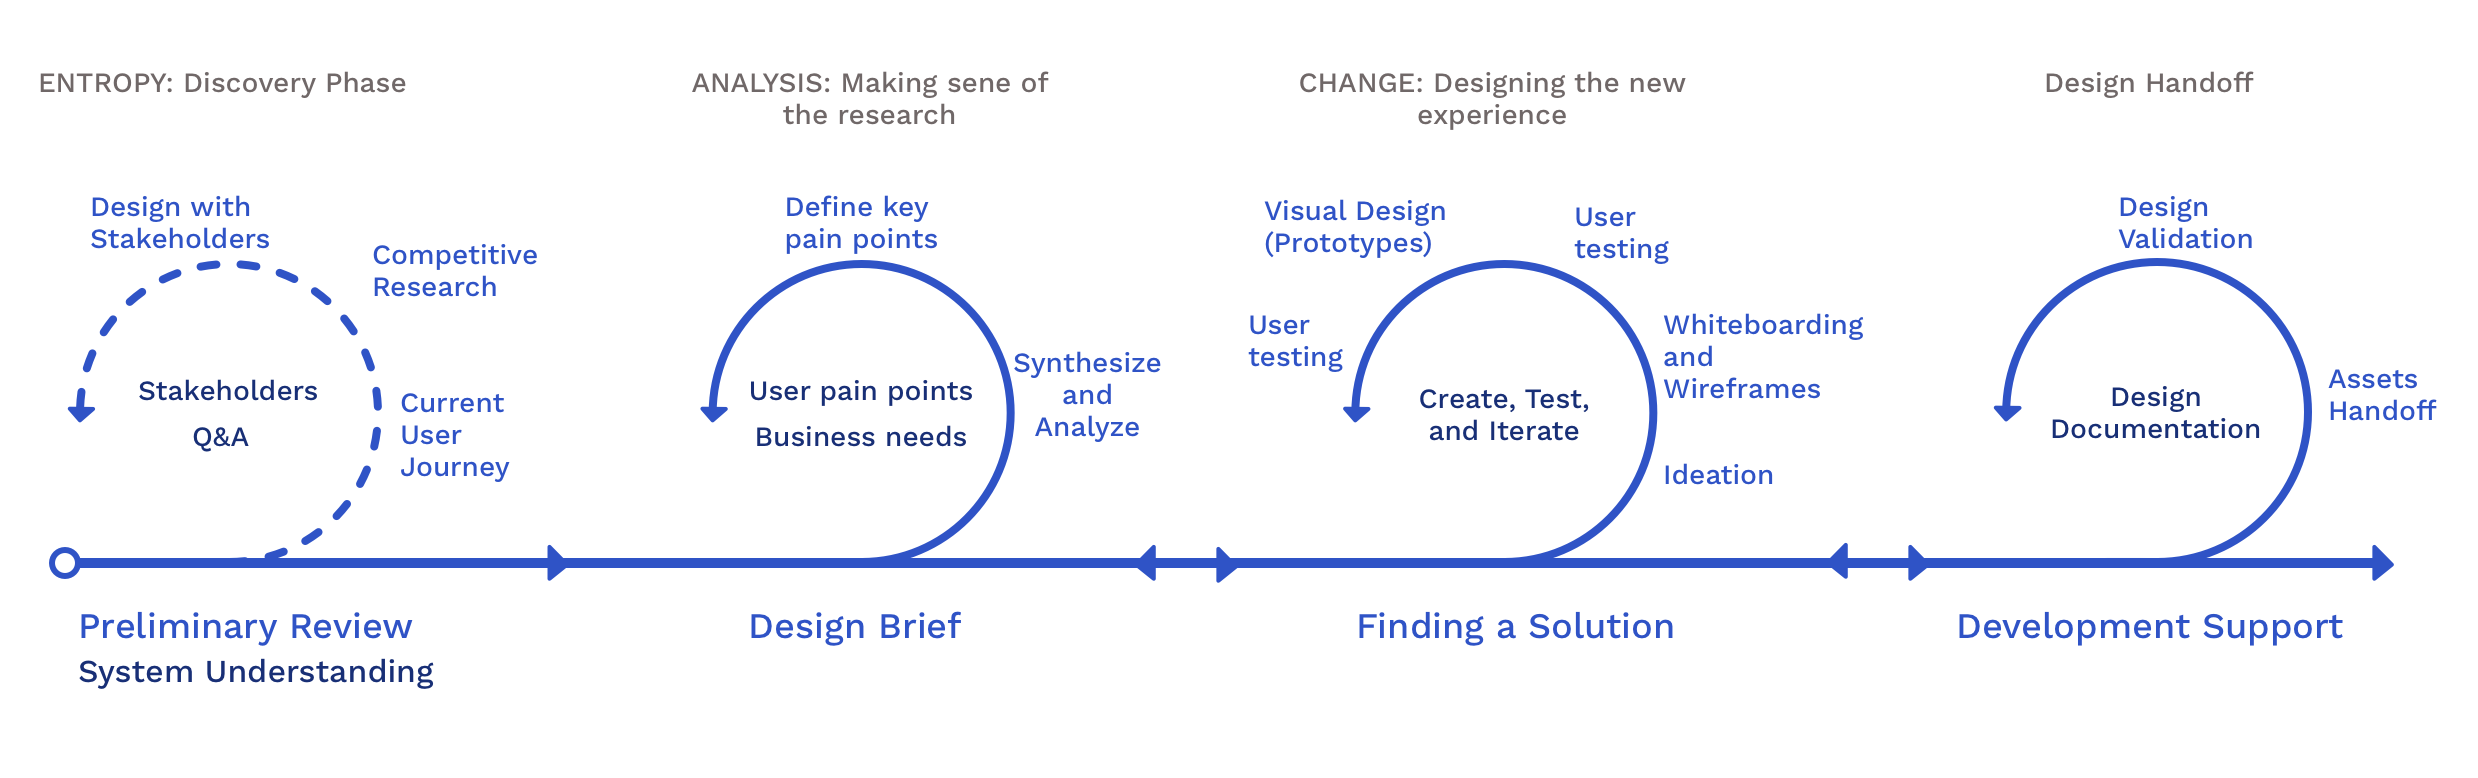 ENTROPY: Discovery Phase
ANALYSIS: Making sene of
the research
CHANGE: Designing the new
experience
Design Handoff
Design with
Stakeholders
Competitive
Research
Current
User
Journey
Stakeholders
Q&A
Define key
pain points
Synthesize
and
Analyze
User pain points
Business needs
Visual Design
(Prototypes)
User
testing
User
testing
Whiteboarding
and
Wireframes
Ideation
Create, Test,
and Iterate
Design
Validation
Assets
Handoff
Design
Documentation
Preliminary Review
System Understanding
Design Brief
Finding a Solution
Development Support